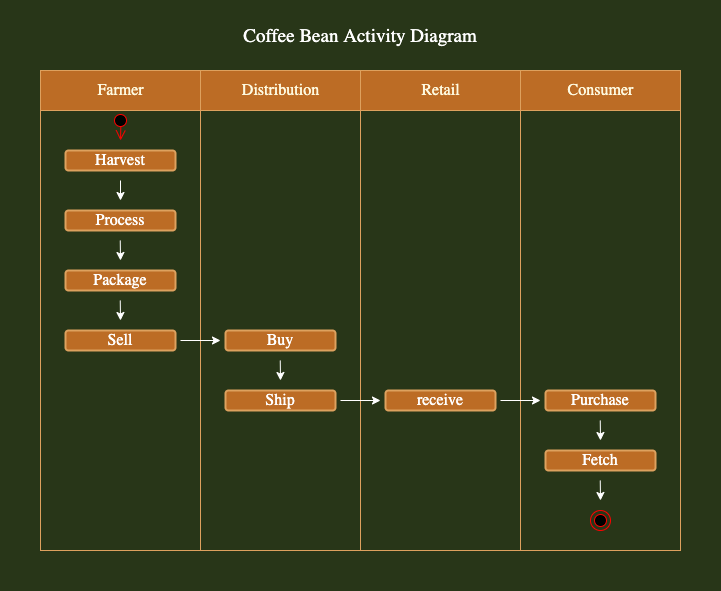 Coffee Bean Activity Diagram
Farmer Distribution Retail Consumer
Harvest
Process
Package
Sell Buy
Ship receive Purchase
Fetch